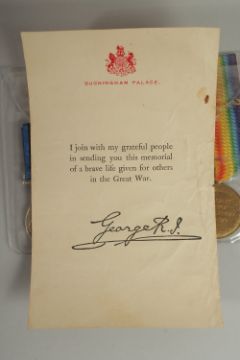 BUCKINGHAM PALACE.
I join with my grateful people
in sending you this memorial
of a brave life given for others
in the Great War.
George R.I.